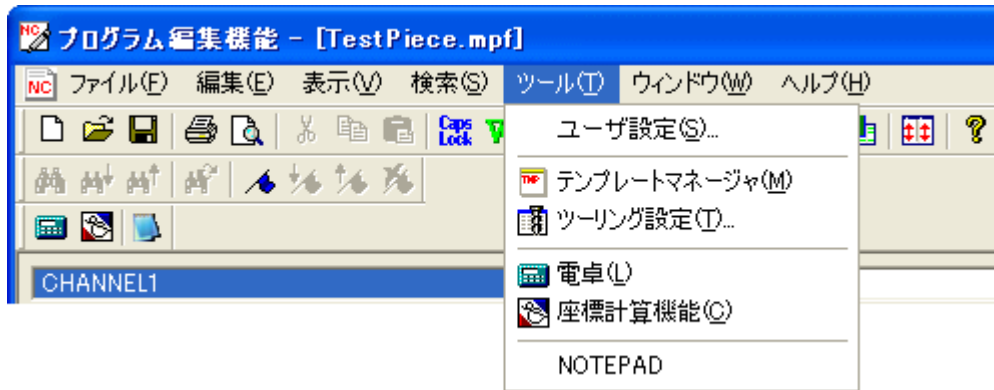 プログラム編集機能 - [TestPiece.mpf]
NC ファイル(F) 編集(E) 表示(V) 検索(S) ツール(T) ウィンドウ(W) ヘルプ(H)
Caps Lock
ユーザ設定(S)...
テンプレートマネージャ(M)
ツーリング設定(T)...
電卓(L)
CHANNEL1
座標計算機能(C)
NOTEPAD